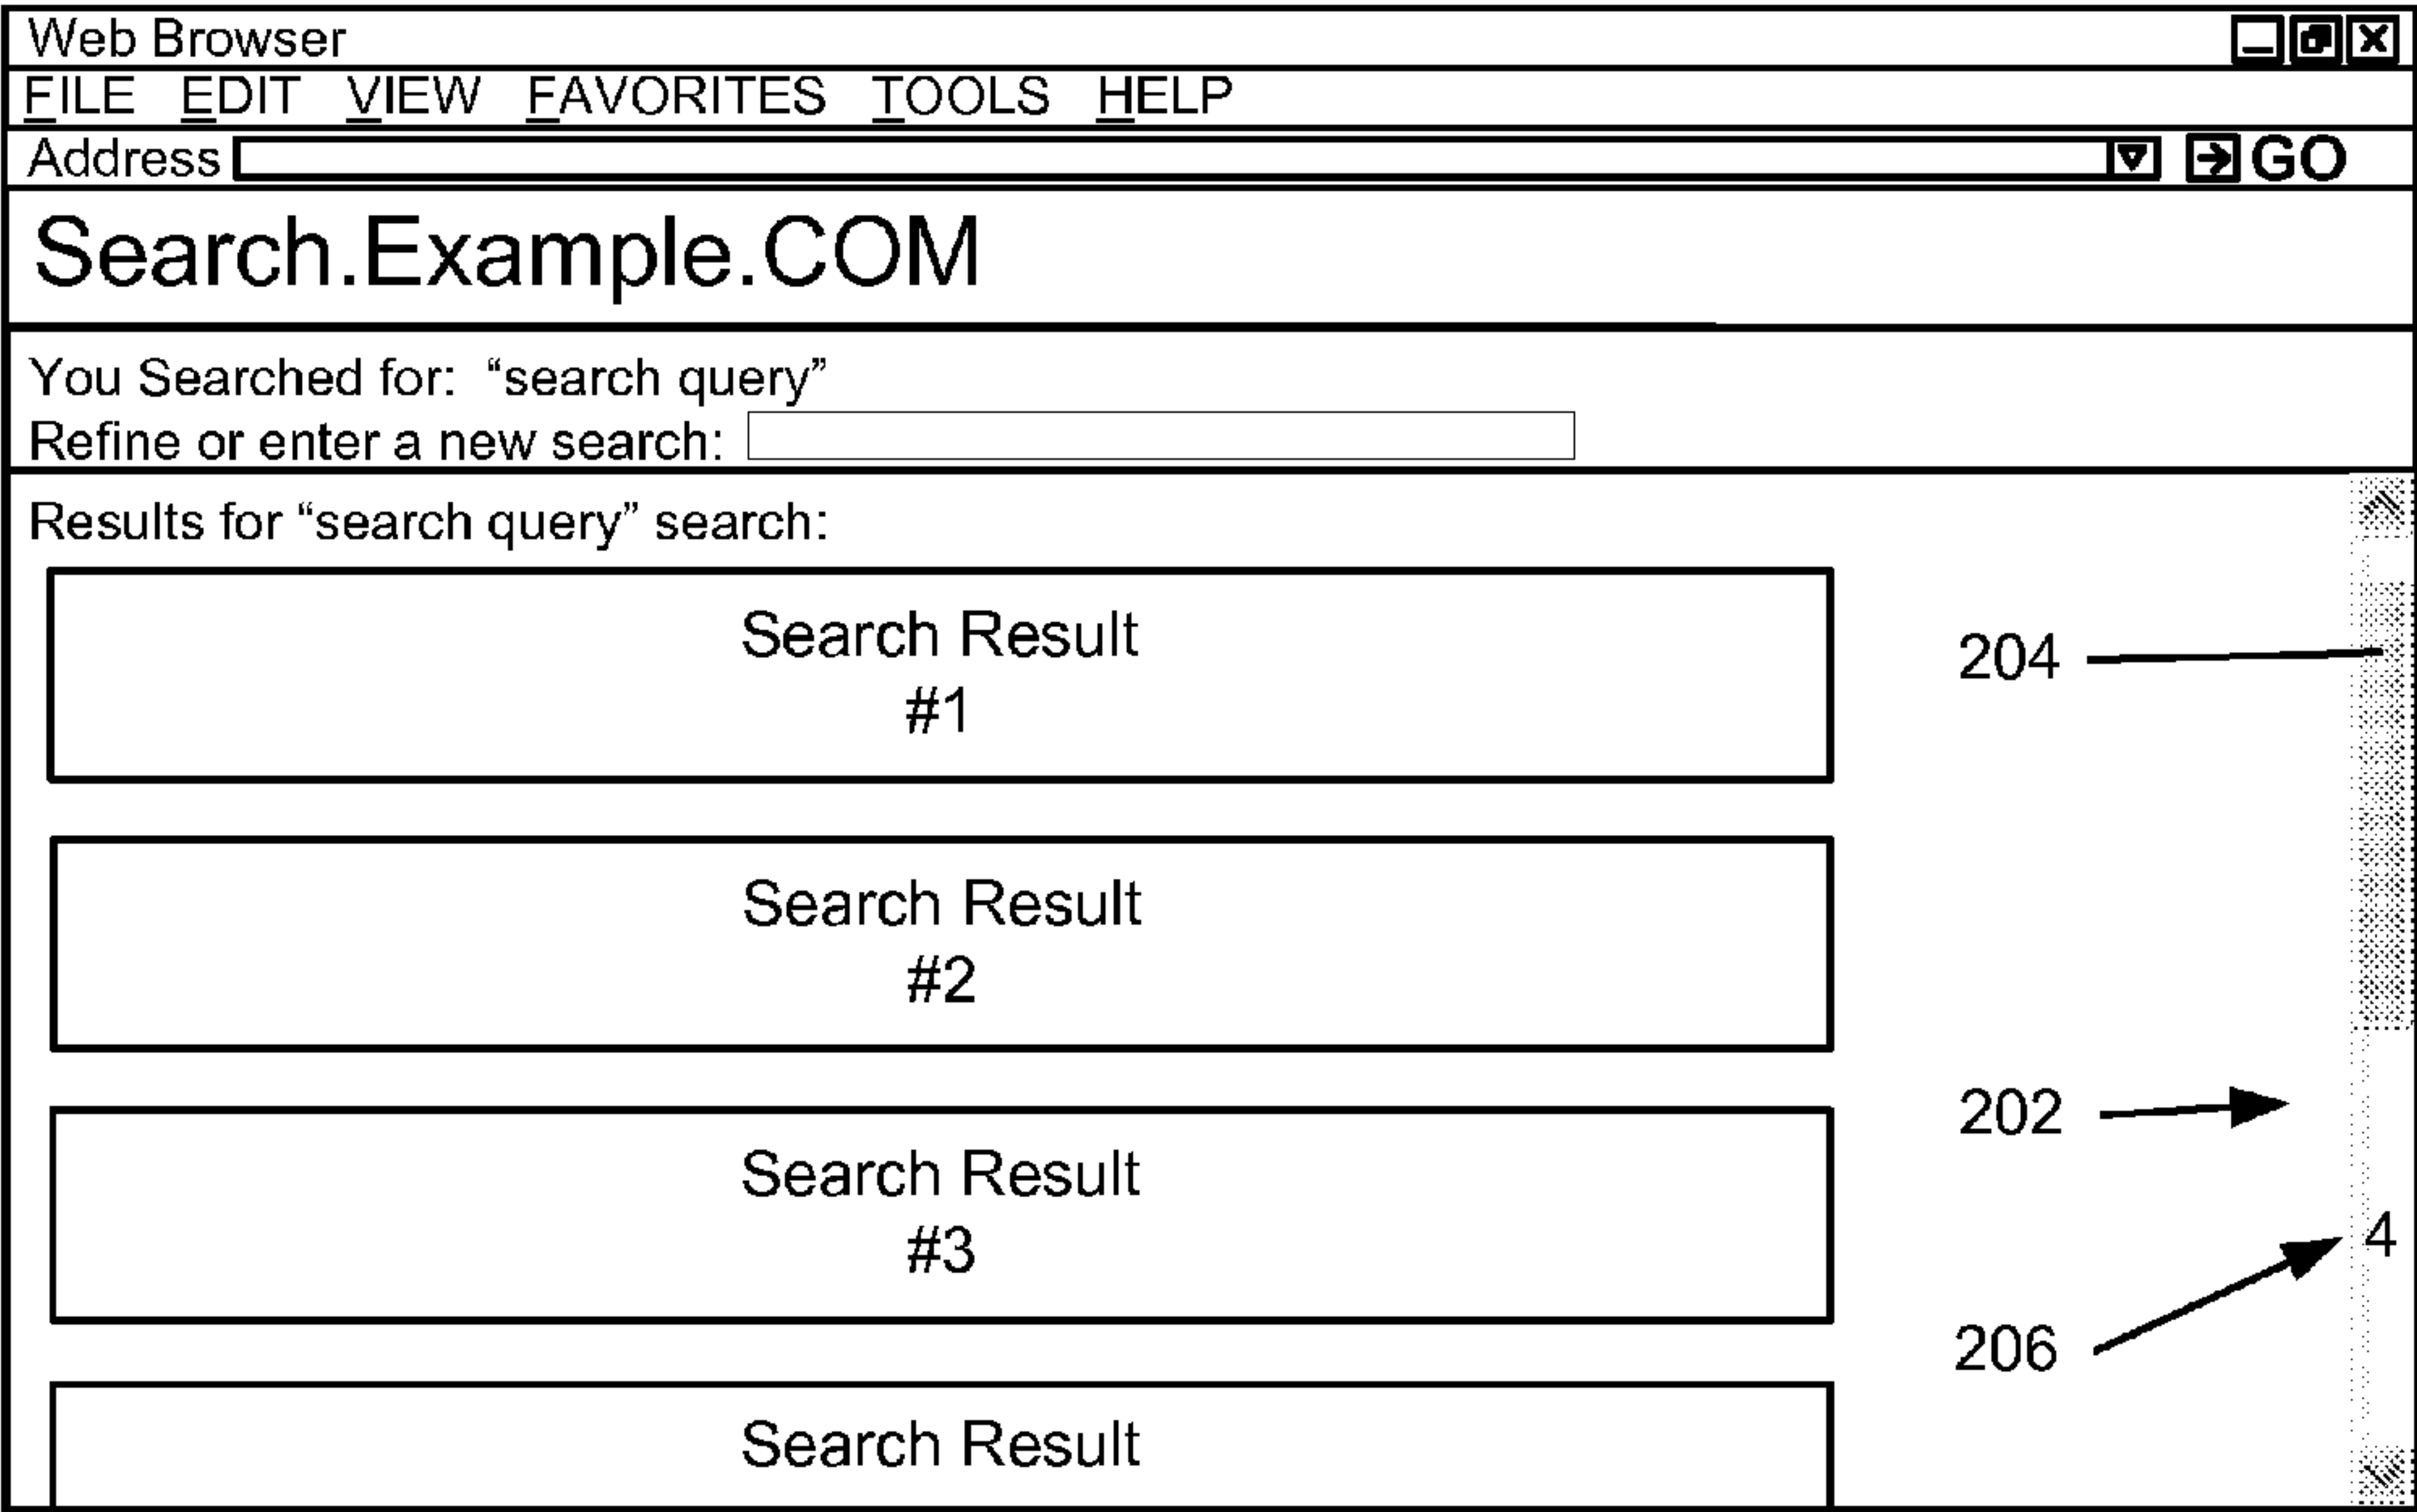 Web Browser
FILE EDIT VIEW FAVORITES TOOLS HELP
Address GO
Search.Example.COM
You Searched for: “search query”
Refine or enter a new search:
Results for “search query” search:
Search Result
#1
204
Search Result
#2
202
Search Result
#3
4
206
Search Result